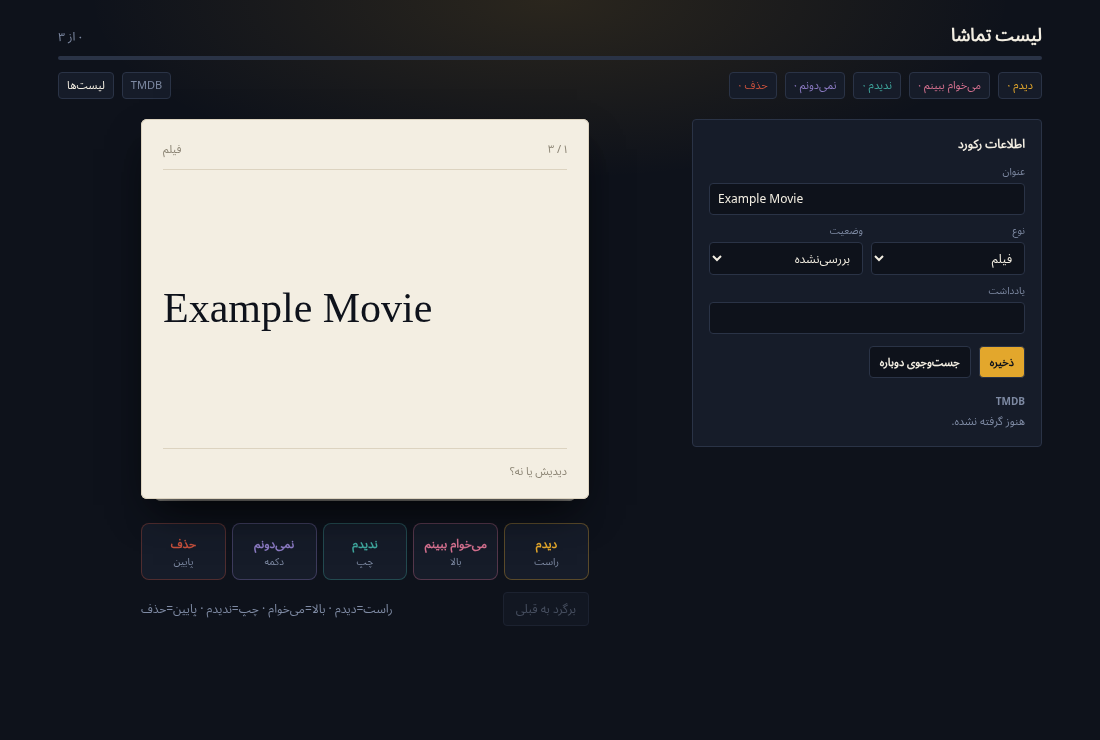 لیست تماشا
۰ از ۳
دیدم ۰
می‌خوام ببینم ۰
ندیدم ۰
نمی‌دونم ۰
حذف ۰
TMDB
لیست‌ها
اطلاعات رکورد
عنوان
Example Movie
نوع
وضعیت
فیلم
بررسی‌نشده
یادداشت
ذخیره
جست‌وجوی دوباره
TMDB
هنوز گرفته نشده.
۱ / ۳
فیلم
Example Movie
دیدیش یا نه؟
دیدم
راست
می‌خوام ببینم
بالا
ندیدم
چپ
نمی‌دونم
دکمه
حذف
پایین
برگرد به قبلی
راست=دیدم · بالا=می‌خوام · چپ=ندیدم · پایین=حذف